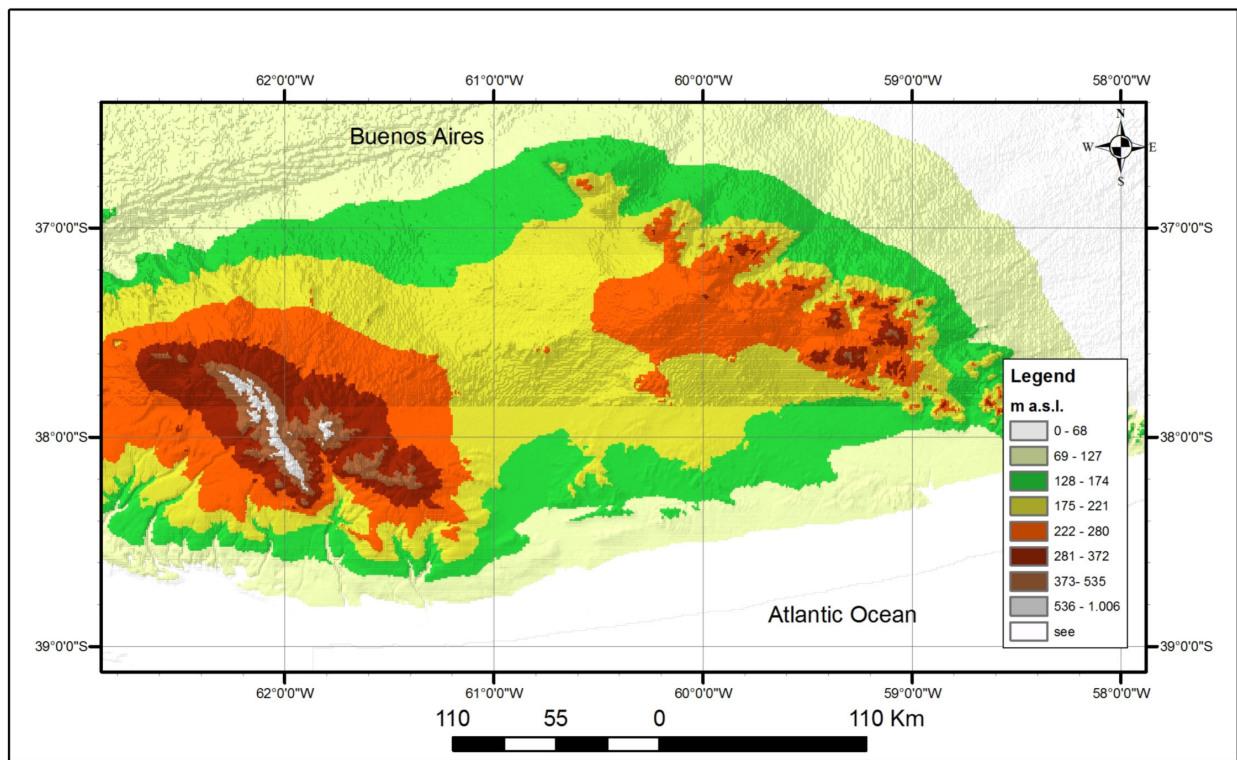 62°0'0"W 61°0'0"W 60°0'0"W 59°0'0"W 58°0'0"W
Buenos Aires
N
W E
S
37°0'0"S 37°0'0"S
Legend
m a.s.l.
0 - 68
69 - 127
128 - 174
175 - 221
222 - 280
281 - 372
373- 535
536 - 1.006
see
38°0'0"S 38°0'0"S
Atlantic Ocean
39°0'0"S 39°0'0"S
62°0'0"W 61°0'0"W 60°0'0"W 59°0'0"W 58°0'0"W
110 55 0 110 Km